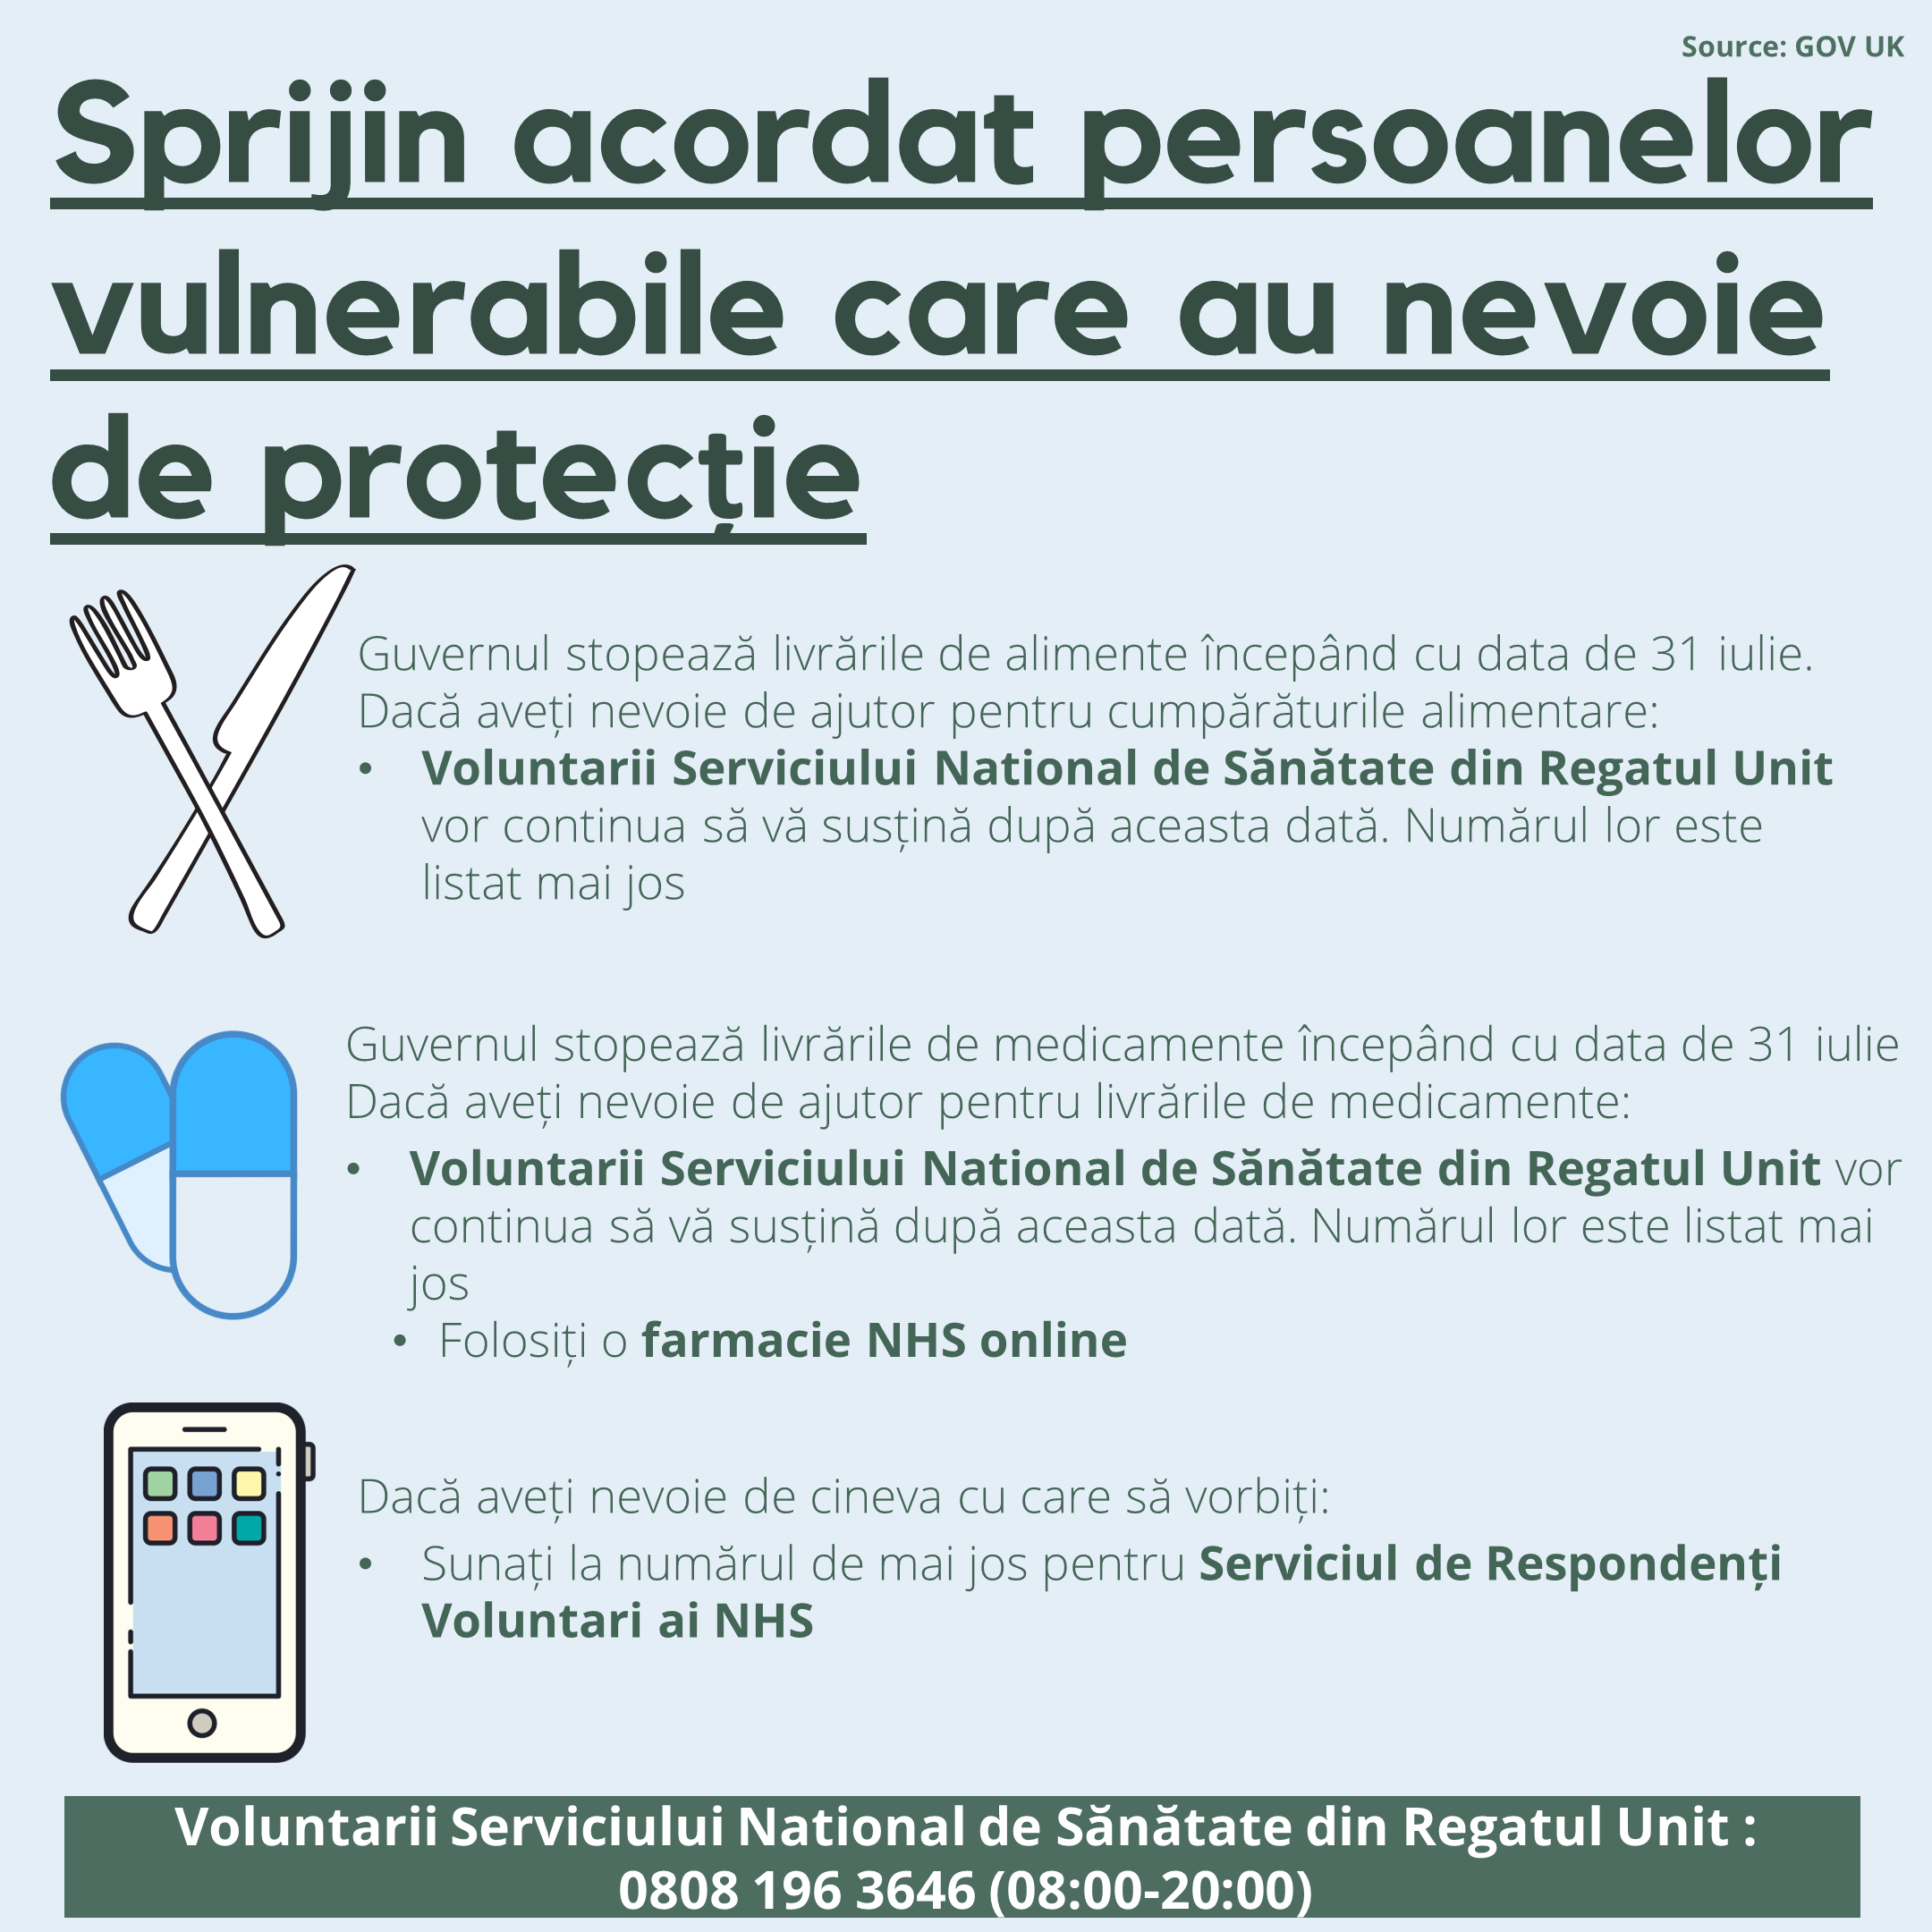 Source: GOV UK
Sprijin acordat persoanelor
vulnerabile care au nevoie
de protecție
Guvernul stopează livrările de alimente începând cu data de 31 iulie.
Dacă aveți nevoie de ajutor pentru cumpărăturile alimentare:
• Voluntarii Serviciului National de Sănătate din Regatul Unit
vor continua să vă susțină după aceasta dată. Numărul lor este
listat mai jos
Guvernul stopează livrările de medicamente începând cu data de 31 iulie
Dacă aveți nevoie de ajutor pentru livrările de medicamente:
• Voluntarii Serviciului National de Sănătate din Regatul Unit vor
continua să vă susțină după aceasta dată. Numărul lor este listat mai
jos
• Folosiți o farmacie NHS online
Dacă aveți nevoie de cineva cu care să vorbiți:
• Sunați la numărul de mai jos pentru Serviciul de Respondenți
Voluntari ai NHS
Voluntarii Serviciului National de Sănătate din Regatul Unit :
0808 196 3646 (08:00-20:00)